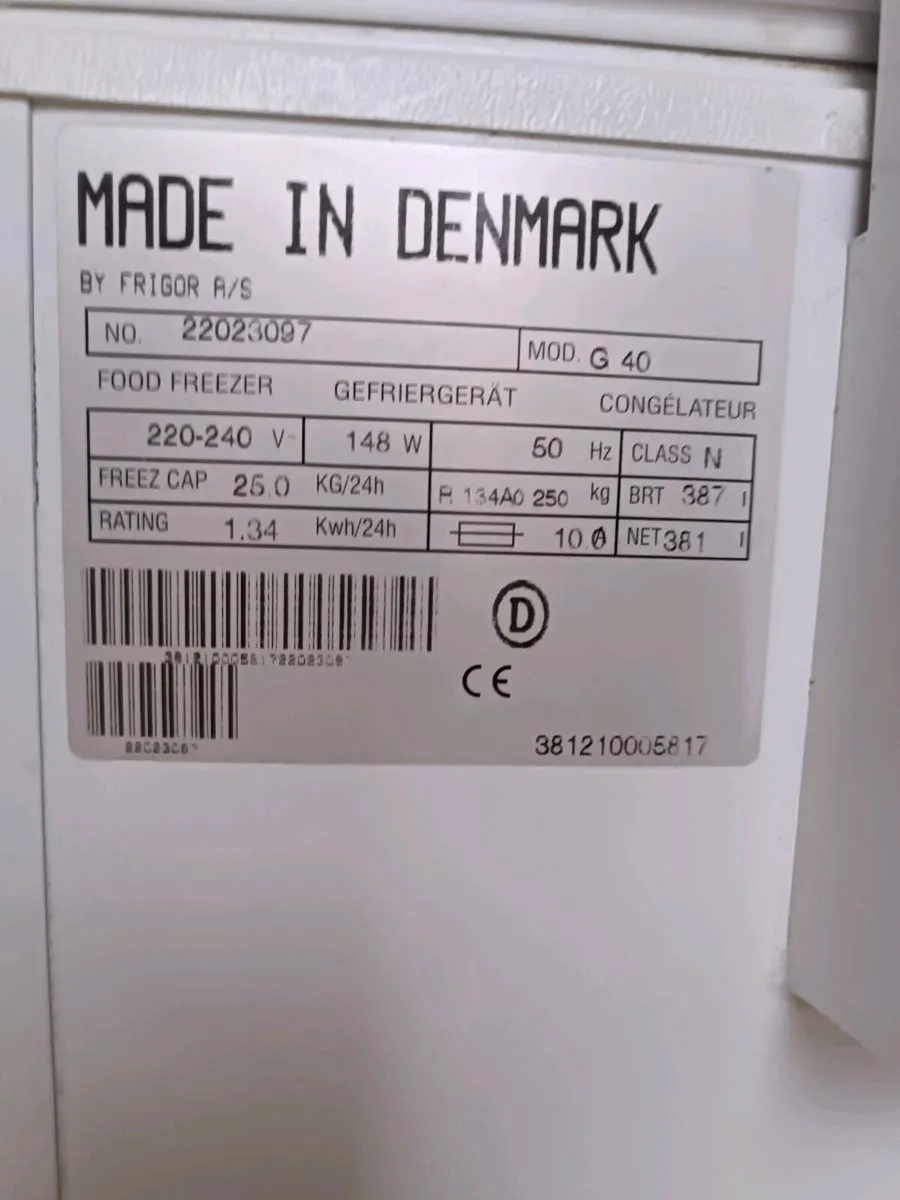 MADE IN DENMARK
BY FRIGOR A/S
NO. 22023097 MOD. G 40
FOOD FREEZER GEFRIERGERÄT CONGÉLATEUR
220-240 V~ 148 W 50 Hz CLASS N
FREEZ CAP 25.0 KG/24h R 134A0 250 kg BRT 387 l
RATING 1.34 Kwh/24h 10 A NET 381 l
D
CE
381210005817